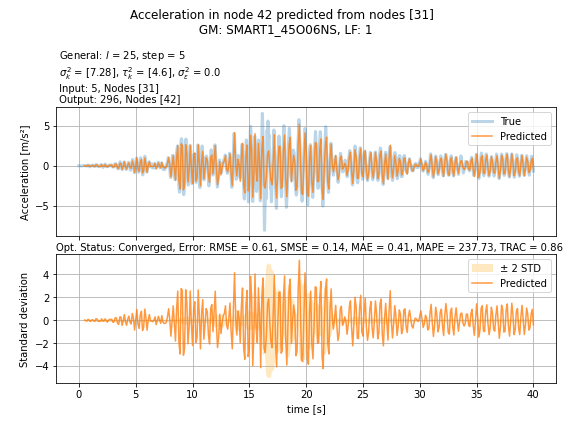 Acceleration in node 42 predicted from nodes [31]
GM: SMART1_45O06NS, LF: 1
General: l = 25, step = 5
σ²ₖ = [7.28], τ²ₖ = [4.6], σ²ε = 0.0
Input: 5, Nodes [31]
Output: 296, Nodes [42]
Acceleration [m/s²]
5
0
−5
True
Predicted
Opt. Status: Converged, Error: RMSE = 0.61, SMSE = 0.14, MAE = 0.41, MAPE = 237.73, TRAC = 0.86
Standard deviation
4
2
0
−2
−4
± 2 STD
Predicted
0 5 10 15 20 25 30 35 40
time [s]